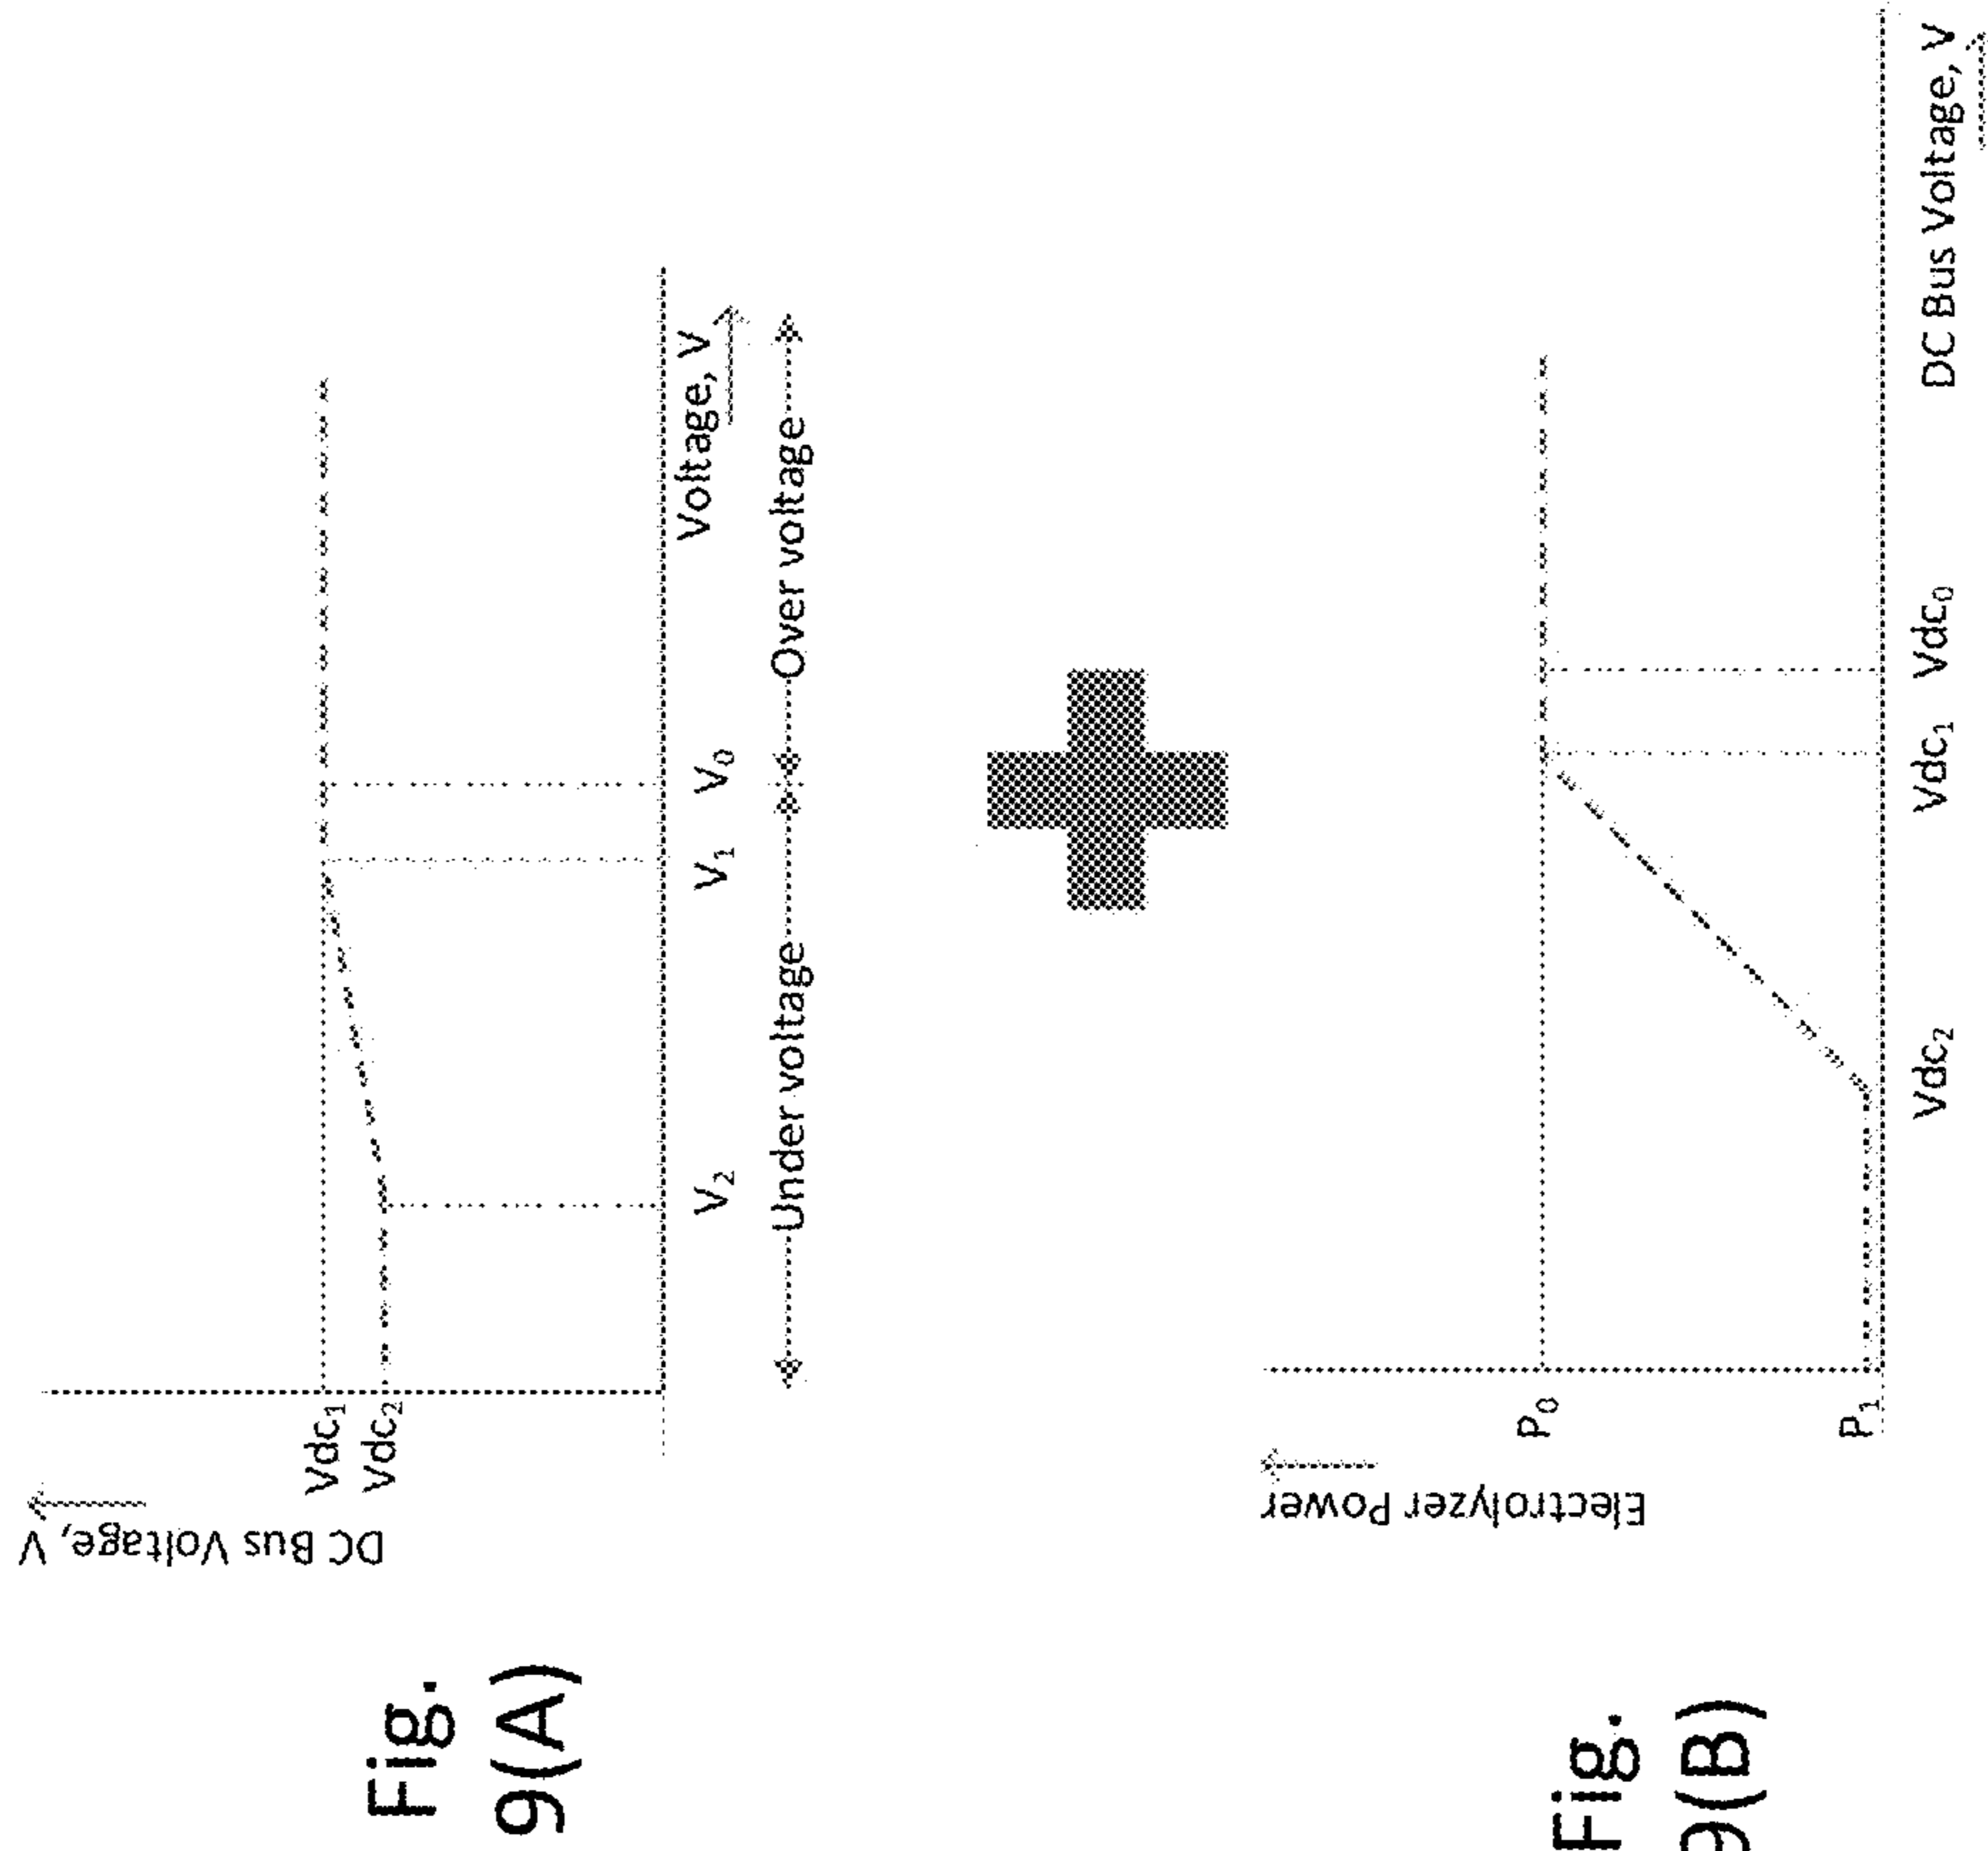 Fig.
9(A)
DC Bus Voltage, V
Vdc₁
Vdc₂
V₂
V₁
V₀
Voltage, V
Under voltage
Over voltage
Fig.
9(B)
Electrolyzer Power
P₀
P₁
Vdc₂
Vdc₁
Vdc₀
DC Bus Voltage, V